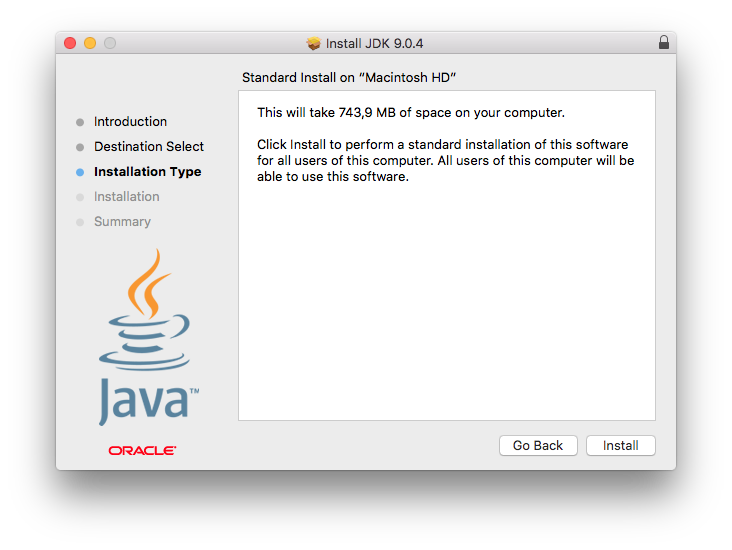 Install JDK 9.0.4
Standard Install on “Macintosh HD”
Introduction
Destination Select
Installation Type
Installation
Summary
This will take 743,9 MB of space on your computer.
Click Install to perform a standard installation of this software
for all users of this computer. All users of this computer will be
able to use this software.
Java™
ORACLE®
Go Back
Install